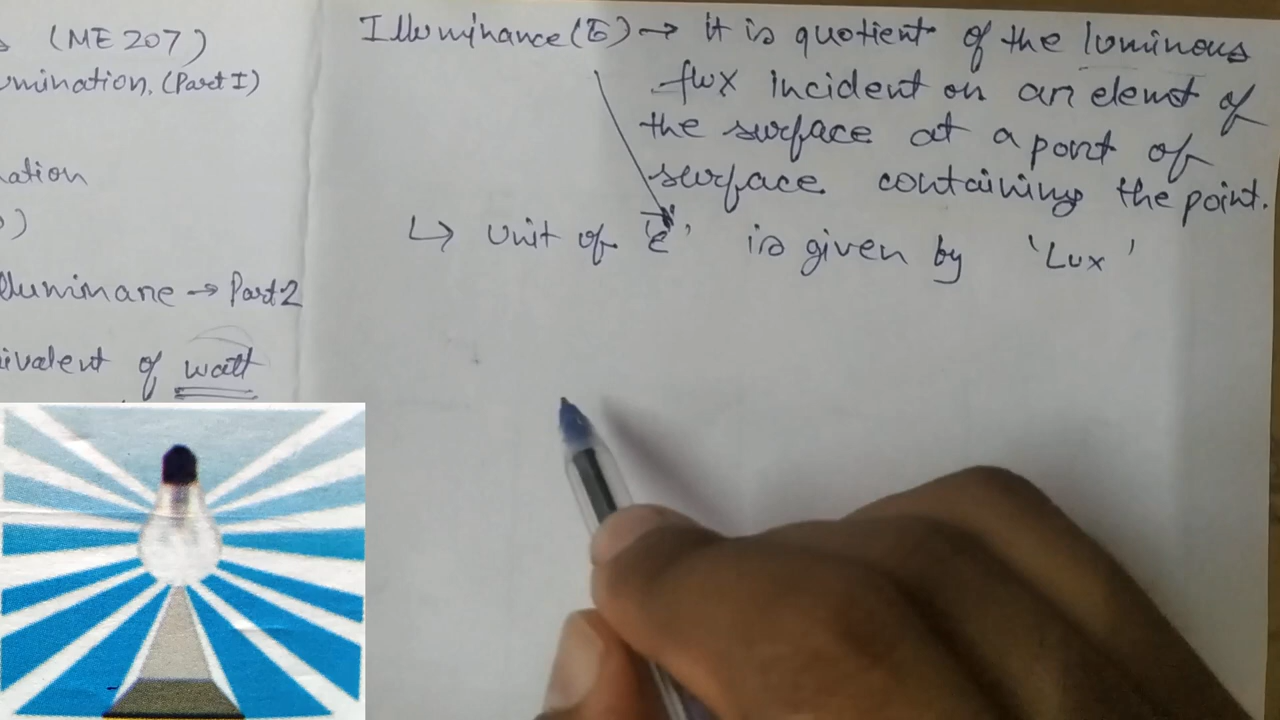 s (ME 207)
umination. (Part I)
ation
)
lluminane → Part 2
ivalent of watt
Illuminance (E) → it is quotient of the luminous
flux incident on an elemt of
the surface at a point of
surface containing the point.
↳ Unit of 'E' is given by 'Lux'